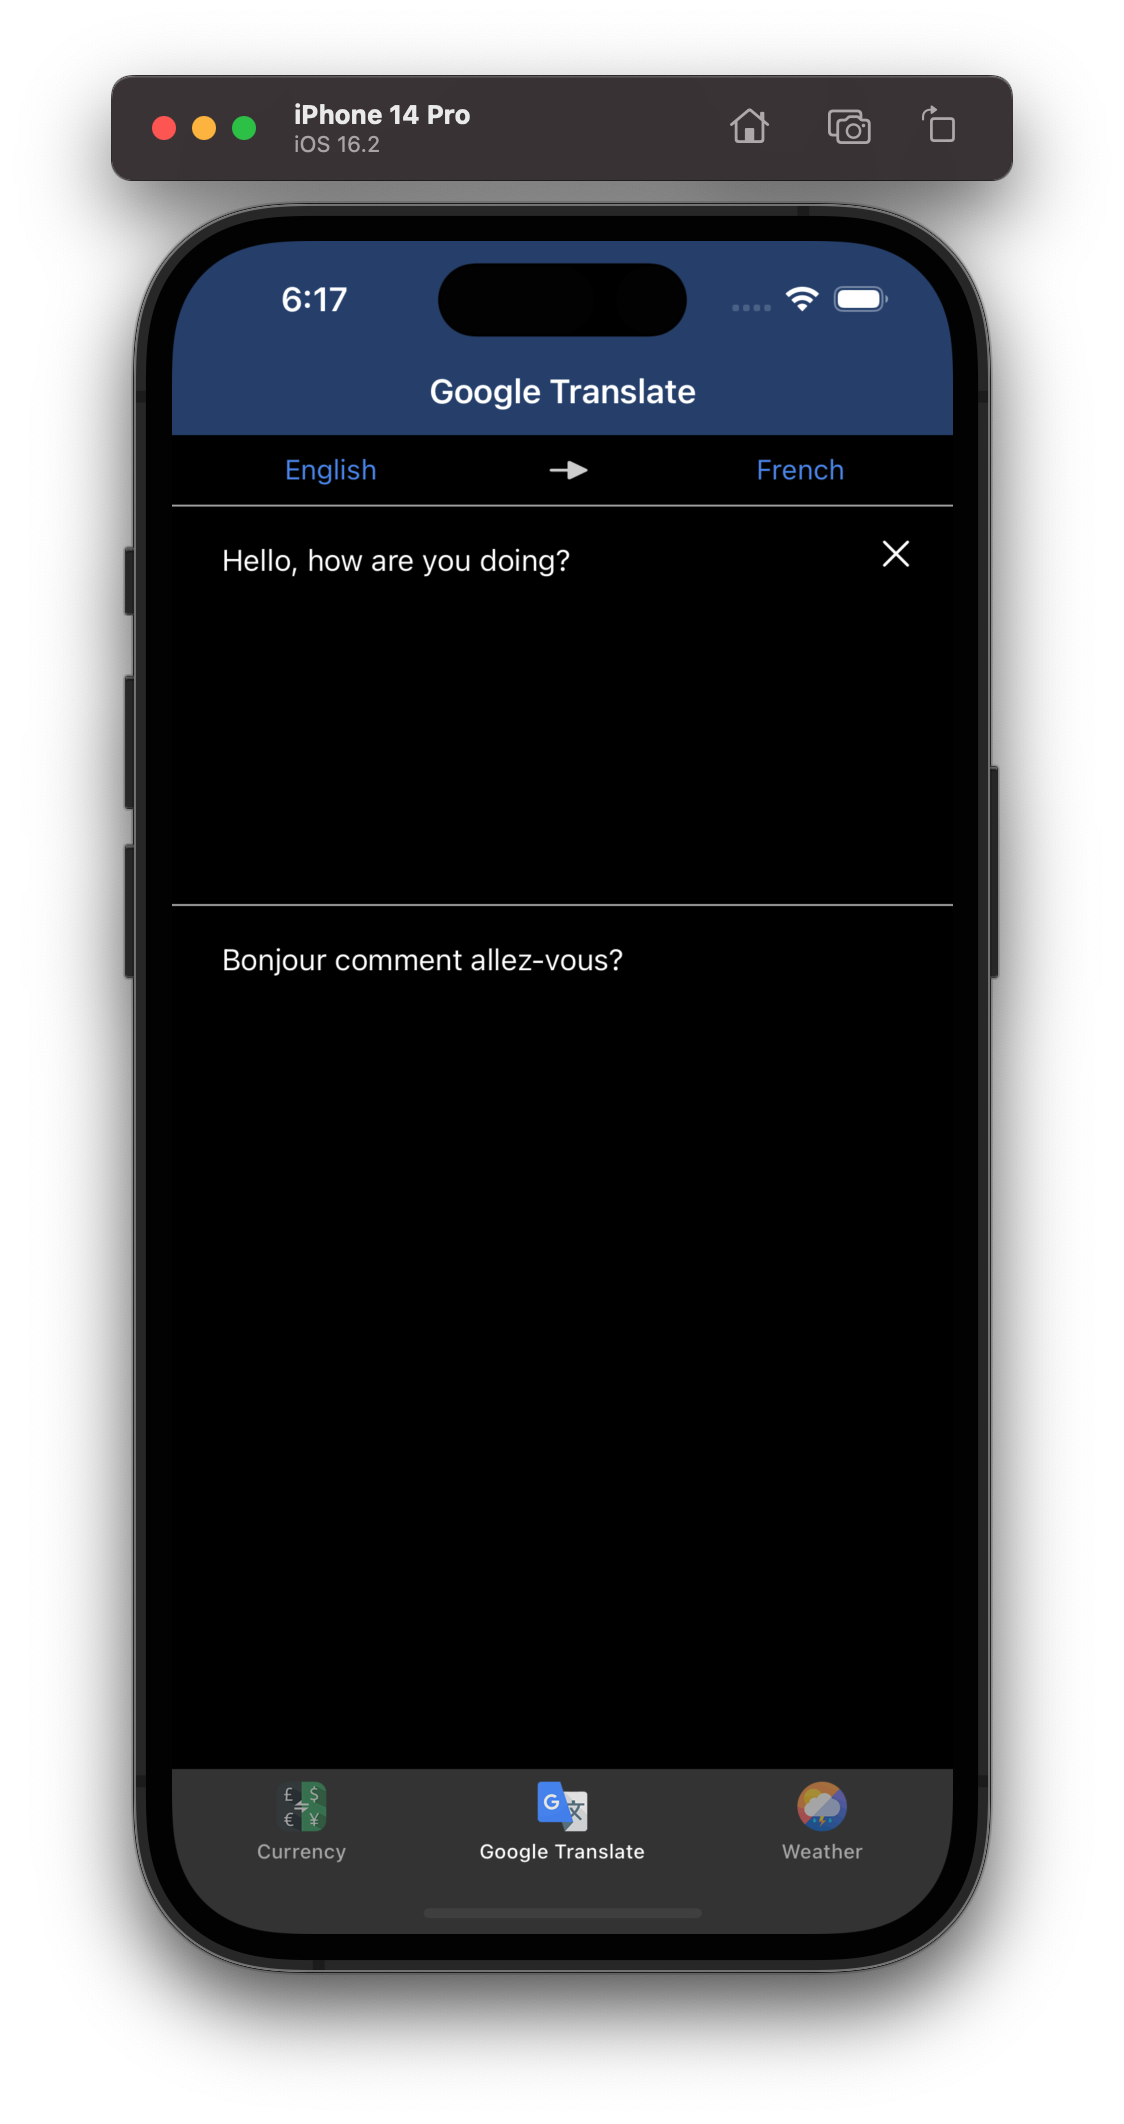 iPhone 14 Pro
iOS 16.2
6:17
Google Translate
English French
Hello, how are you doing?
Bonjour comment allez-vous?
£ $
€ ¥
G 文
Currency Google Translate Weather